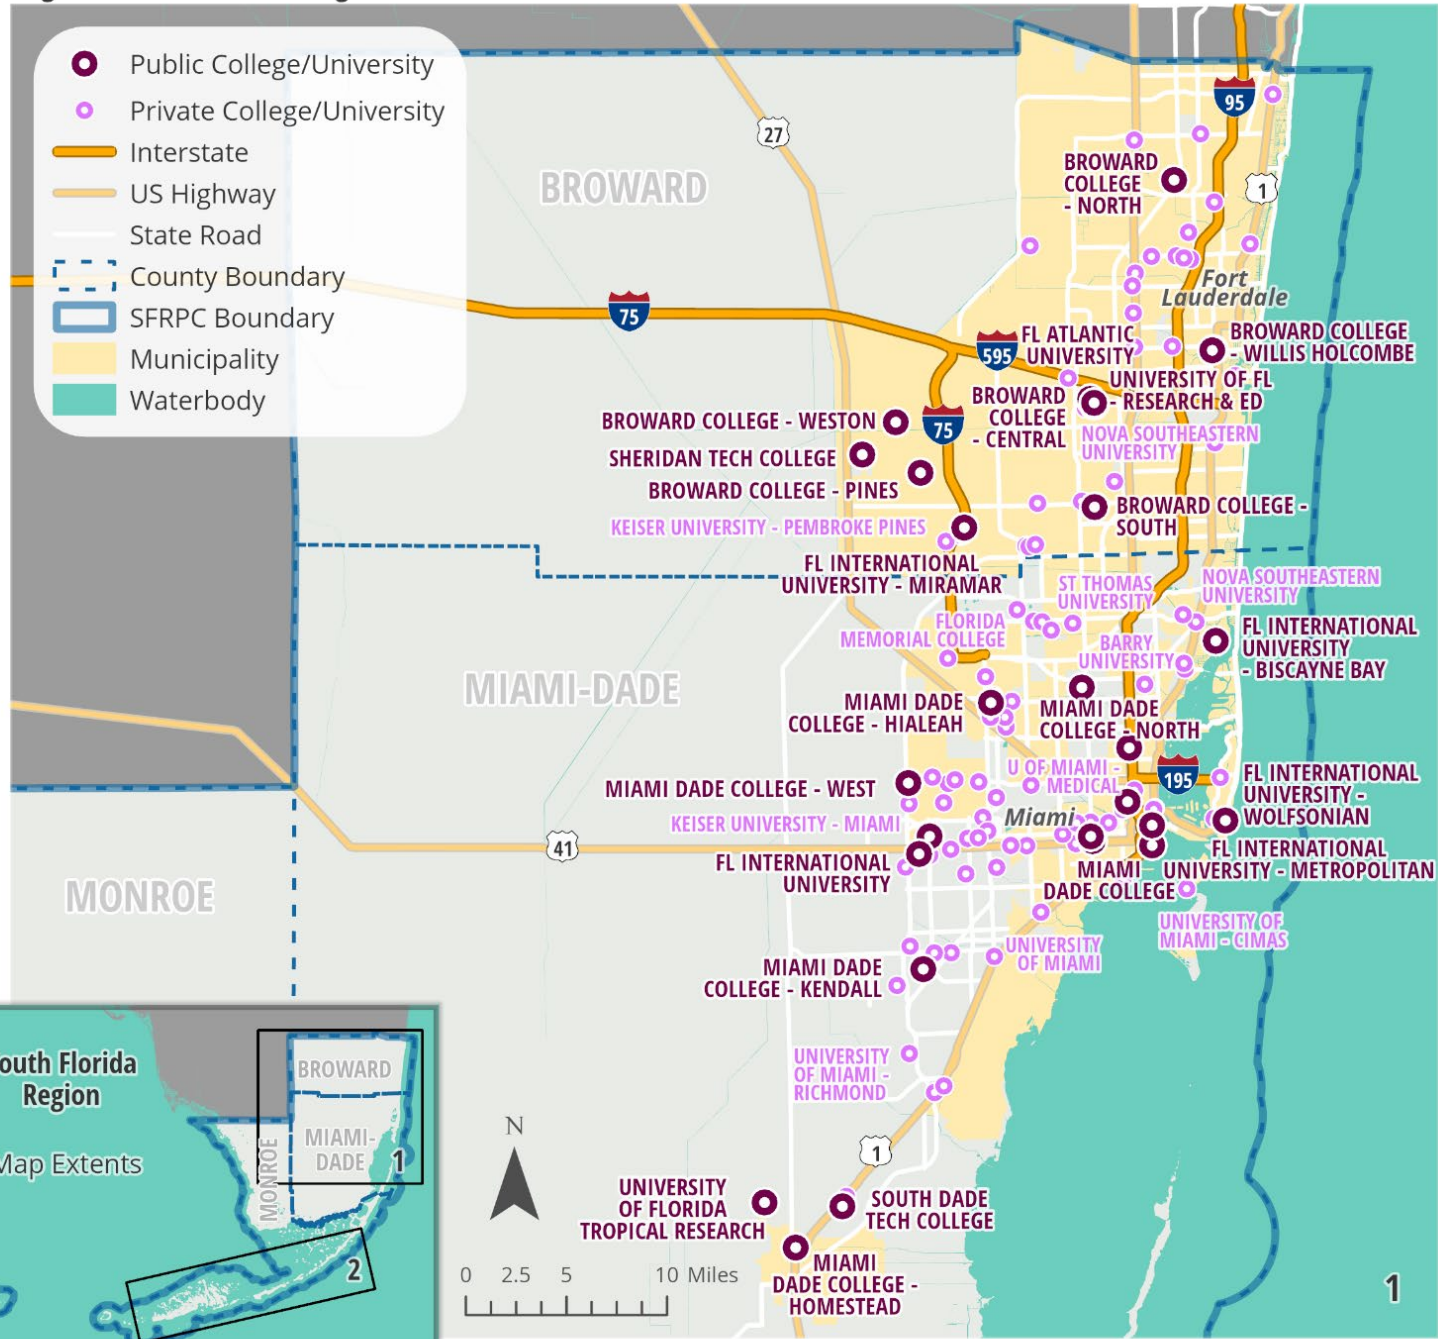 Public College/University
Private College/University
Interstate
US Highway
State Road
County Boundary
SFRPC Boundary
Municipality
Waterbody
95
27
BROWARD
BROWARD
COLLEGE
- NORTH
1
Fort
Lauderdale
75
595
FL ATLANTIC
UNIVERSITY
BROWARD COLLEGE
- WILLIS HOLCOMBE
UNIVERSITY OF FL
- RESEARCH & ED
BROWARD
COLLEGE
- CENTRAL
BROWARD COLLEGE - WESTON
75
NOVA SOUTHEASTERN
UNIVERSITY
SHERIDAN TECH COLLEGE
BROWARD COLLEGE - PINES
BROWARD COLLEGE -
SOUTH
KEISER UNIVERSITY - PEMBROKE PINES
FL INTERNATIONAL
UNIVERSITY - MIRAMAR
ST THOMAS
UNIVERSITY
NOVA SOUTHEASTERN
UNIVERSITY
FLORIDA
MEMORIAL COLLEGE
BARRY
UNIVERSITY
FL INTERNATIONAL
UNIVERSITY
- BISCAYNE BAY
MIAMI-DADE
MIAMI DADE
COLLEGE - HIALEAH
MIAMI DADE
COLLEGE - NORTH
U OF MIAMI -
MEDICAL
195
FL INTERNATIONAL
UNIVERSITY -
WOLFSONIAN
MIAMI DADE COLLEGE - WEST
KEISER UNIVERSITY - MIAMI
Miami
41
FL INTERNATIONAL
UNIVERSITY
MIAMI
DADE COLLEGE
FL INTERNATIONAL
UNIVERSITY - METROPOLITAN
MONROE
UNIVERSITY OF
MIAMI - CIMAS
UNIVERSITY
OF MIAMI
MIAMI DADE
COLLEGE - KENDALL
UNIVERSITY
OF MIAMI -
RICHMOND
1
UNIVERSITY
OF FLORIDA
TROPICAL RESEARCH
SOUTH DADE
TECH COLLEGE
MIAMI
DADE COLLEGE -
HOMESTEAD
N
0 2.5 5 10 Miles
outh Florida
Region
Map Extents
BROWARD
MIAMI-
DADE
MONROE
1
2
1